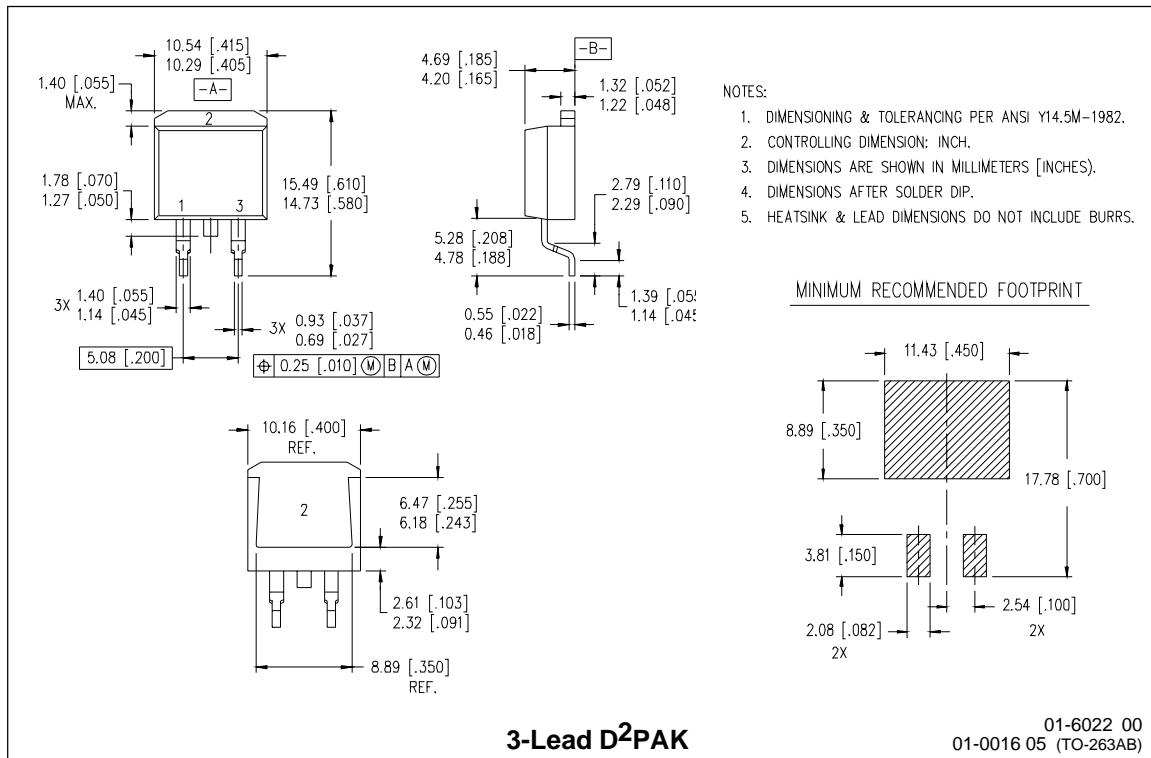 10.54 [.415]
10.29 [.405]
-A-
1.40 [.055]
MAX.
2
1.78 [.070]
1.27 [.050]
1
3
15.49 [.610]
14.73 [.580]
3X 1.40 [.055]
1.14 [.045]
3X 0.93 [.037]
0.69 [.027]
5.08 [.200]
⌖ 0.25 [.010] Ⓜ B A Ⓜ
-B-
4.69 [.185]
4.20 [.165]
1.32 [.052]
1.22 [.048]
2.79 [.110]
2.29 [.090]
5.28 [.208]
4.78 [.188]
0.55 [.022]
0.46 [.018]
1.39 [.055
1.14 [.045
NOTES:
1. DIMENSIONING & TOLERANCING PER ANSI Y14.5M-1982.
2. CONTROLLING DIMENSION: INCH.
3. DIMENSIONS ARE SHOWN IN MILLIMETERS [INCHES].
4. DIMENSIONS AFTER SOLDER DIP.
5. HEATSINK & LEAD DIMENSIONS DO NOT INCLUDE BURRS.
10.16 [.400]
REF.
2
6.47 [.255]
6.18 [.243]
2.61 [.103]
2.32 [.091]
8.89 [.350]
REF.
MINIMUM RECOMMENDED FOOTPRINT
11.43 [.450]
8.89 [.350]
17.78 [.700]
3.81 [.150]
2.08 [.082]
2X
2.54 [.100]
2X
3-Lead D²PAK
01-6022 00
01-0016 05 (TO-263AB)